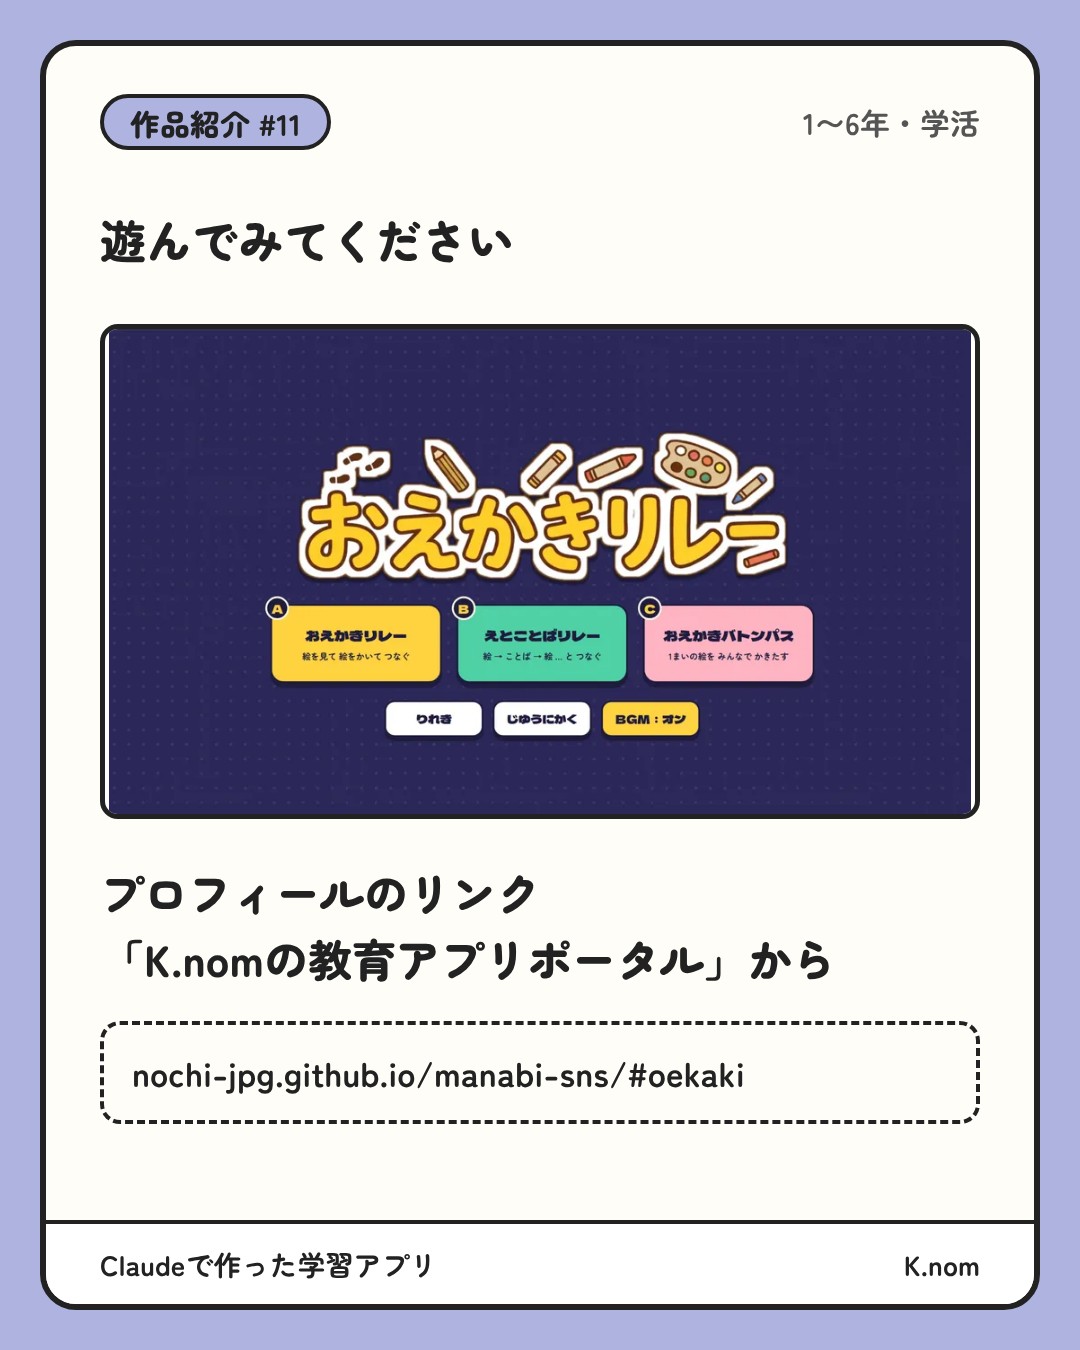 作品紹介 #11
1〜6年・学活
遊んでみてください
おえかきリレー
A
おえかきリレー
絵を見て 絵をかいて つなぐ
B
えとことばリレー
絵 → ことば → 絵 … と つなぐ
C
おえかきバトンパス
1まいの絵を みんなで かきたす
りれき
じゆうにかく
BGM：オン
プロフィールのリンク
「K.nomの教育アプリポータル」から
nochi-jpg.github.io/manabi-sns/#oekaki
Claudeで作った学習アプリ
K.nom